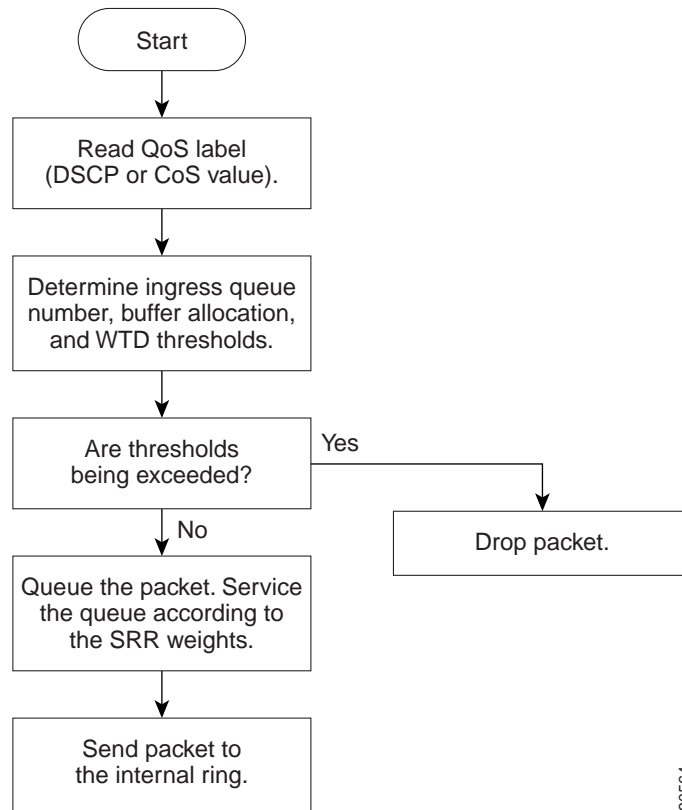 Start
Read QoS label
(DSCP or CoS value).
Determine ingress queue
number, buffer allocation,
and WTD thresholds.
Are thresholds
being exceeded?
Yes
No
Drop packet.
Queue the packet. Service
the queue according to
the SRR weights.
Send packet to
the internal ring.